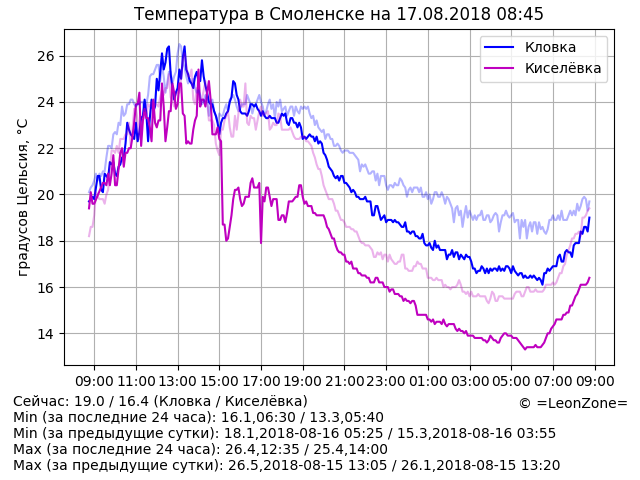 Температура в Смоленске на 17.08.2018 08:45
Кловка
Киселёвка
градусов Цельсия, °C
26
24
22
20
18
16
14
09:00 11:00 13:00 15:00 17:00 19:00 21:00 23:00 01:00 03:00 05:00 07:00 09:00
Сейчас: 19.0 / 16.4 (Кловка / Киселёвка)
© =LeonZone=
Min (за последние 24 часа): 16.1,06:30 / 13.3,05:40
Min (за предыдущие сутки): 18.1,2018-08-16 05:25 / 15.3,2018-08-16 03:55
Max (за последние 24 часа): 26.4,12:35 / 25.4,14:00
Max (за предыдущие сутки): 26.5,2018-08-15 13:05 / 26.1,2018-08-15 13:20